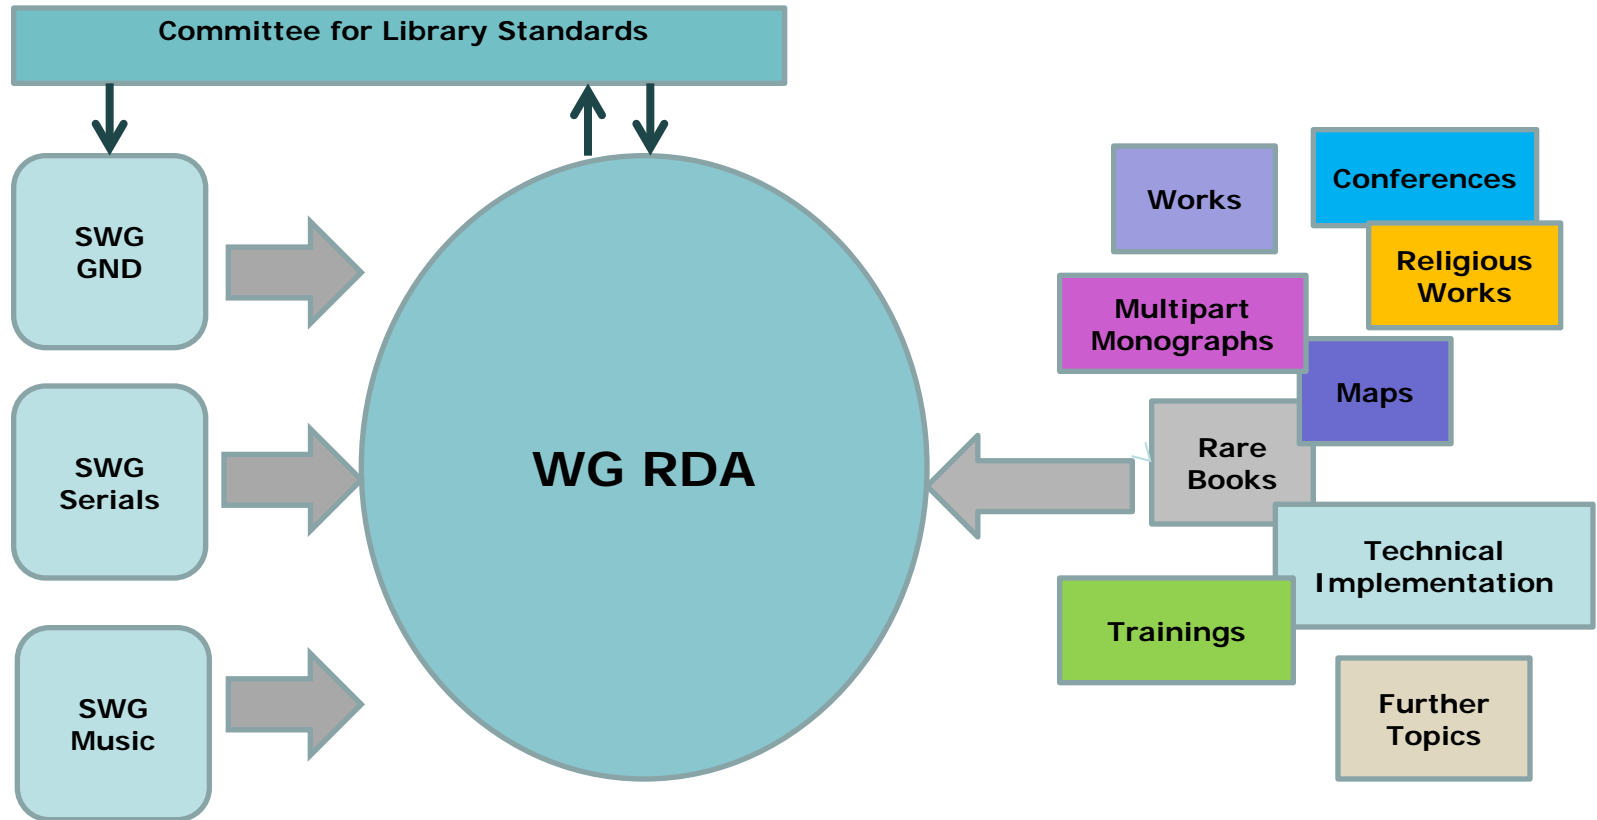 Committee for Library Standards
SWG
GND
SWG
Serials
SWG
Music
WG RDA
Works
Conferences
Religious
Works
Multipart
Monographs
Maps
Rare
Books
Technical
Implementation
Trainings
Further
Topics